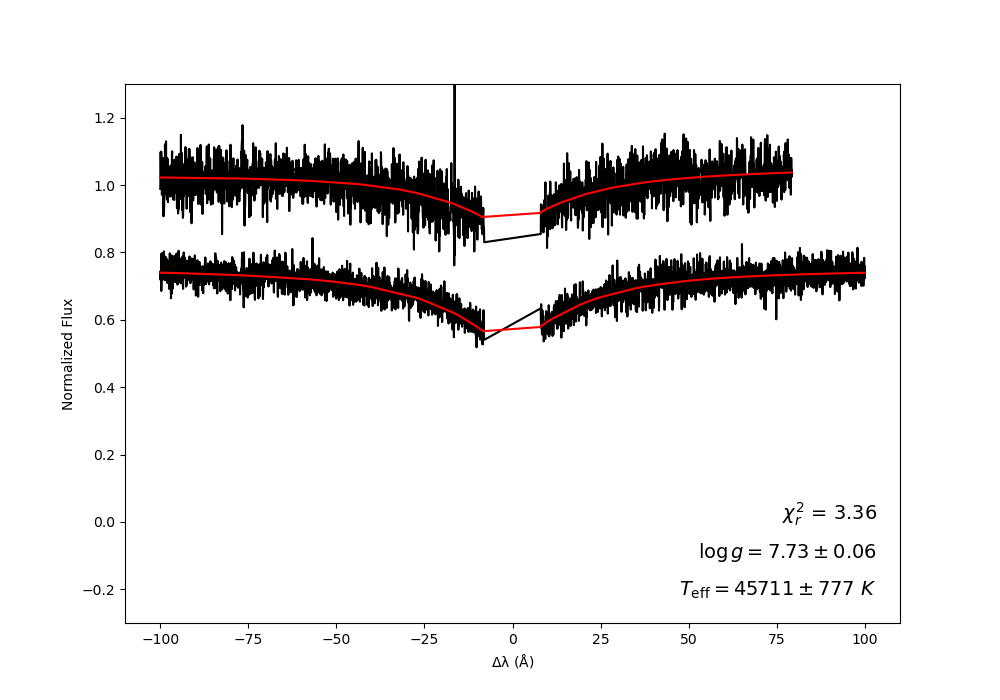 1.2
1.0
0.8
0.6
0.4
0.2
0.0
−0.2
Normalized Flux
χ²ᵣ = 3.36
log g = 7.73 ± 0.06
T_eff = 45711 ± 777 K
−100 −75 −50 −25 0 25 50 75 100
Δλ (Å)